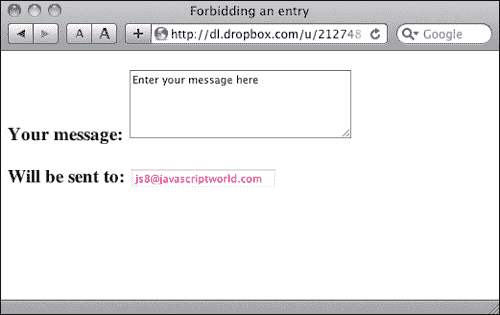 Forbidding an entry
A A + http://dl.dropbox.com/u/212748 Google
Enter your message here
Your message:
Will be sent to: js8@javascriptworld.com